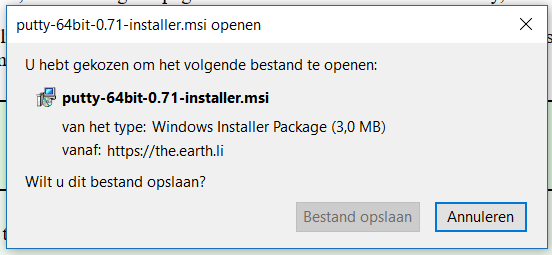 putty-64bit-0.71-installer.msi openen
U hebt gekozen om het volgende bestand te openen:
putty-64bit-0.71-installer.msi
van het type: Windows Installer Package (3,0 MB)
vanaf: https://the.earth.li
Wilt u dit bestand opslaan?
Bestand opslaan
Annuleren